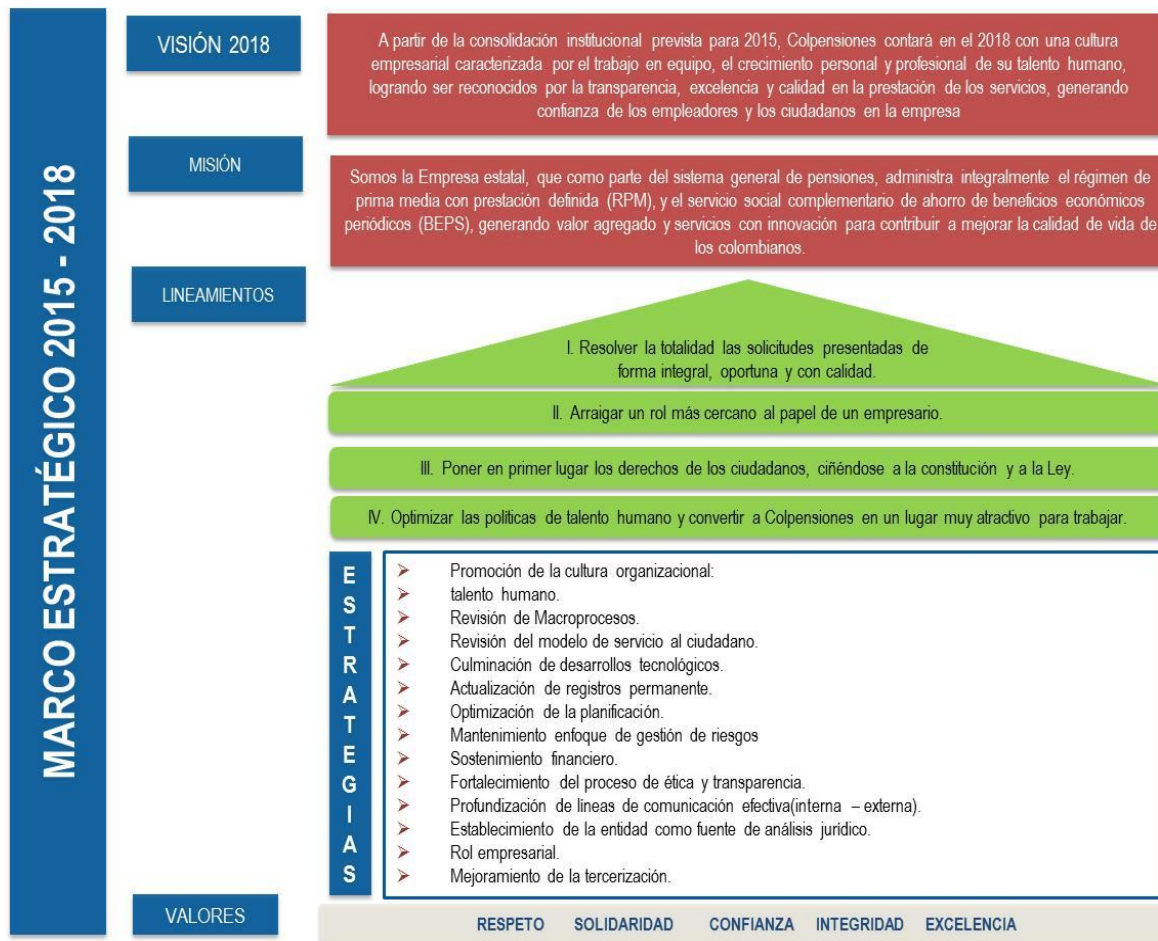 MARCO ESTRATÉGICO 2015 - 2018
VISIÓN 2018
A partir de la consolidación institucional prevista para 2015, Colpensiones contará en el 2018 con una cultura
empresarial caracterizada por el trabajo en equipo, el crecimiento personal y profesional de su talento humano,
logrando ser reconocidos por la transparencia, excelencia y calidad en la prestación de los servicios, generando
confianza de los empleadores y los ciudadanos en la empresa
MISIÓN
Somos la Empresa estatal, que como parte del sistema general de pensiones, administra integralmente el régimen de
prima media con prestación definida (RPM), y el servicio social complementario de ahorro de beneficios económicos
periódicos (BEPS), generando valor agregado y servicios con innovación para contribuir a mejorar la calidad de vida de
los colombianos.
LINEAMIENTOS
I. Resolver la totalidad las solicitudes presentadas de
forma integral, oportuna y con calidad.
II. Arraigar un rol más cercano al papel de un empresario.
III. Poner en primer lugar los derechos de los ciudadanos, ciñéndose a la constitución y a la Ley.
IV. Optimizar las políticas de talento humano y convertir a Colpensiones en un lugar muy atractivo para trabajar.
ESTRATEGIAS
Promoción de la cultura organizacional:
talento humano.
Revisión de Macroprocesos.
Revisión del modelo de servicio al ciudadano.
Culminación de desarrollos tecnológicos.
Actualización de registros permanente.
Optimización de la planificación.
Mantenimiento enfoque de gestión de riesgos
Sostenimiento financiero.
Fortalecimiento del proceso de ética y transparencia.
Profundización de líneas de comunicación efectiva(interna – externa).
Establecimiento de la entidad como fuente de análisis jurídico.
Rol empresarial.
Mejoramiento de la tercerización.
VALORES
RESPETO SOLIDARIDAD CONFIANZA INTEGRIDAD EXCELENCIA